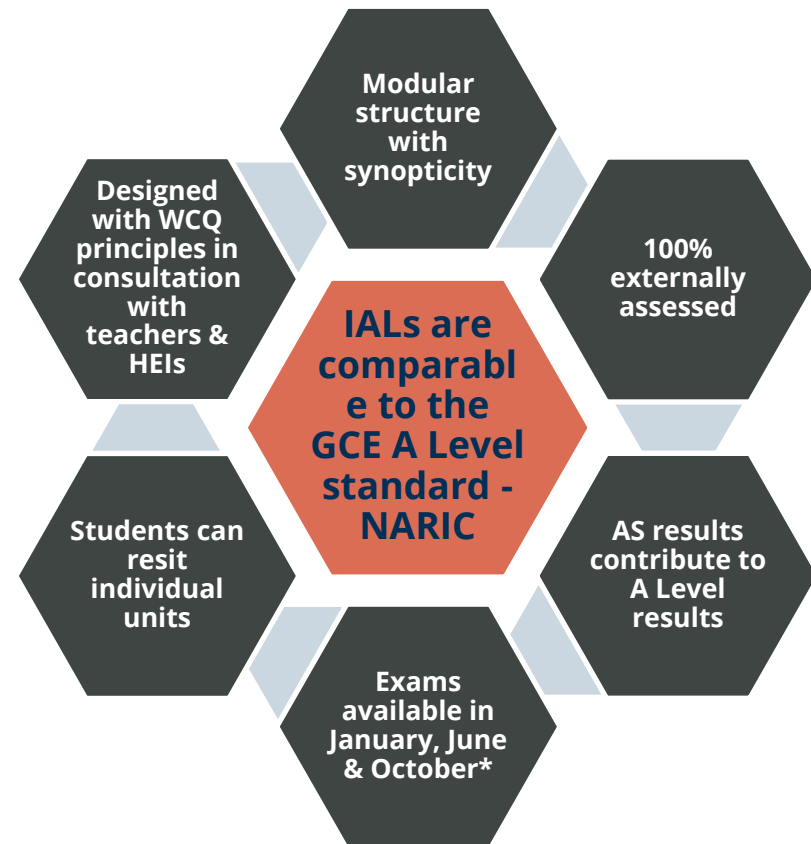 Modular
structure
with
synopticity
100%
externally
assessed
AS results
contribute to
A Level
results
Exams
available in
January, June
& October*
Students can
resit
individual
units
Designed
with WCQ
principles in
consultation
with
teachers &
HEIs
IALs are
comparabl
e to the
GCE A Level
standard -
NARIC